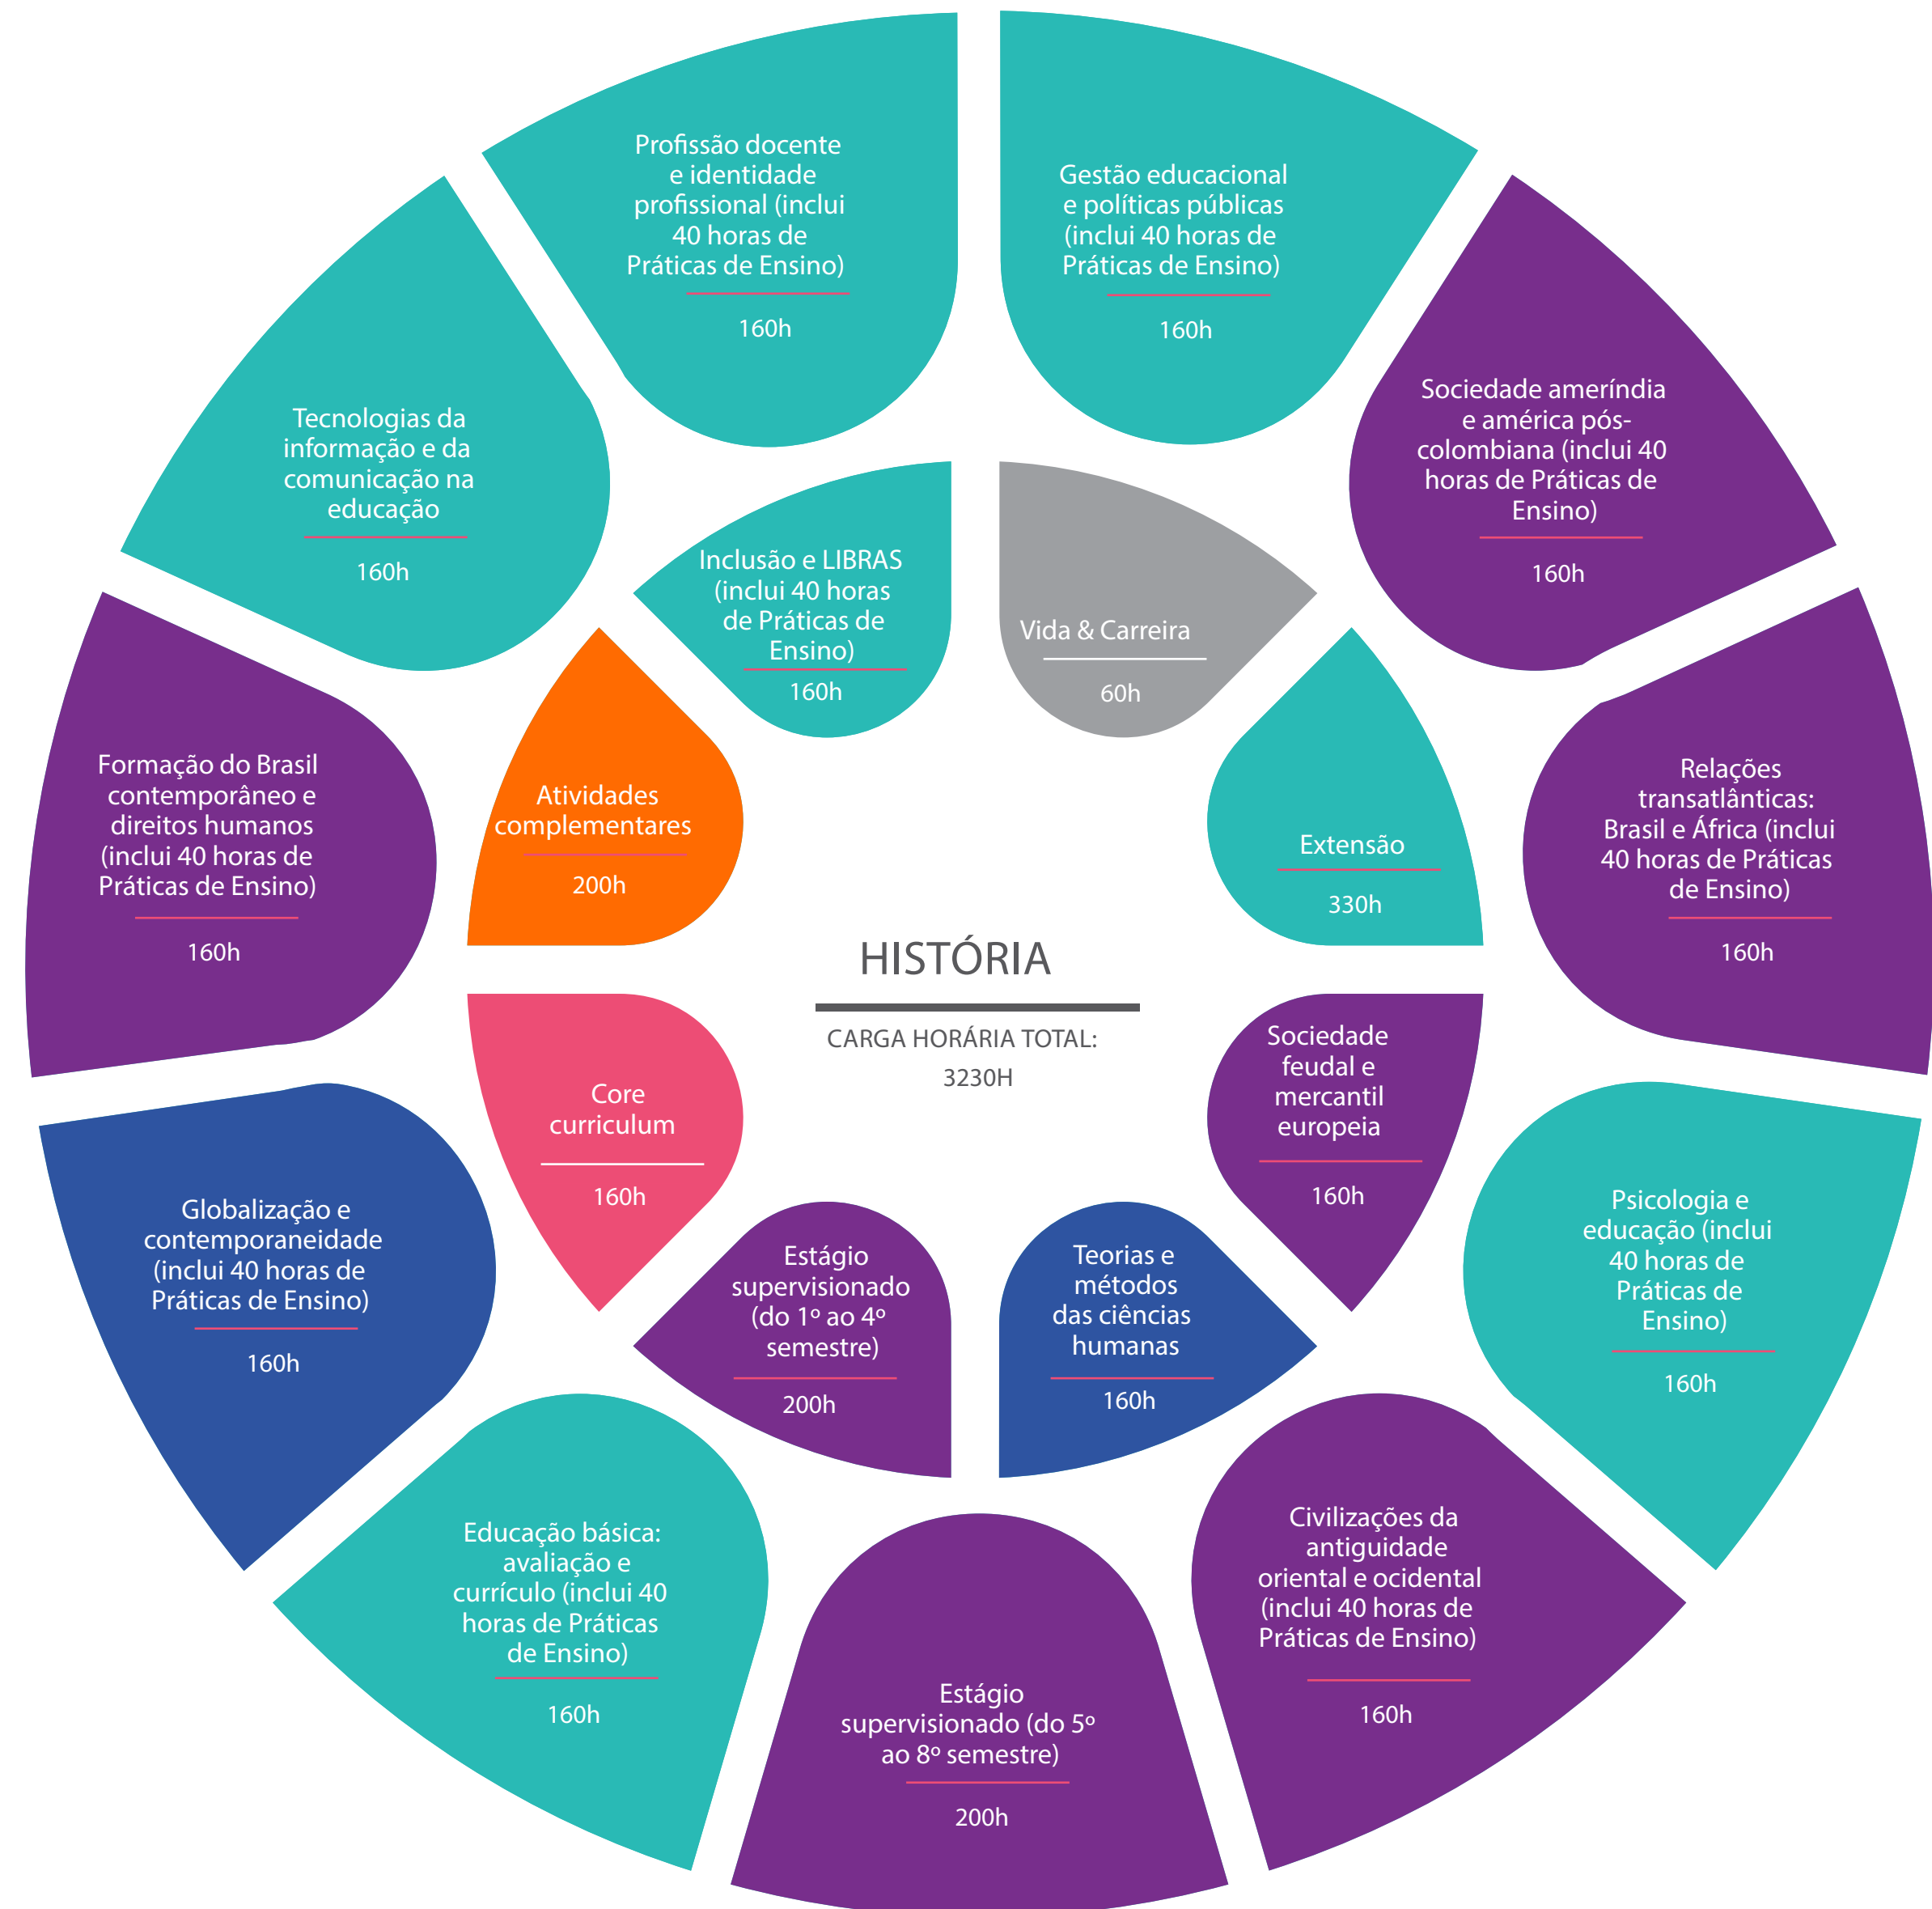 Profissão docente
e identidade
profissional (inclui
40 horas de
Práticas de Ensino)
160h
Gestão educacional
e políticas públicas
(inclui 40 horas de
Práticas de Ensino)
160h
Sociedade ameríndia
e américa pós-
colombiana (inclui 40
horas de Práticas de
Ensino)
160h
Tecnologias da
informação e da
comunicação na
educação
160h
Inclusão e LIBRAS
(inclui 40 horas
de Práticas de
Ensino)
160h
Vida & Carreira
60h
Formação do Brasil
contemporâneo e
direitos humanos
(inclui 40 horas de
Práticas de Ensino)
160h
Atividades
complementares
200h
Extensão
330h
Relações
transatlânticas:
Brasil e África (inclui
40 horas de Práticas
de Ensino)
160h
HISTÓRIA
CARGA HORÁRIA TOTAL:
3230H
Core
curriculum
160h
Sociedade
feudal e
mercantil
europeia
160h
Globalização e
contemporaneidade
(inclui 40 horas de
Práticas de Ensino)
160h
Estágio
supervisionado
(do 1º ao 4º
semestre)
200h
Teorias e
métodos
das ciências
humanas
160h
Psicologia e
educação (inclui
40 horas de
Práticas de
Ensino)
160h
Educação básica:
avaliação e
currículo (inclui 40
horas de Práticas
de Ensino)
160h
Estágio
supervisionado (do 5º
ao 8º semestre)
200h
Civilizações da
antiguidade
oriental e ocidental
(inclui 40 horas de
Práticas de Ensino)
160h